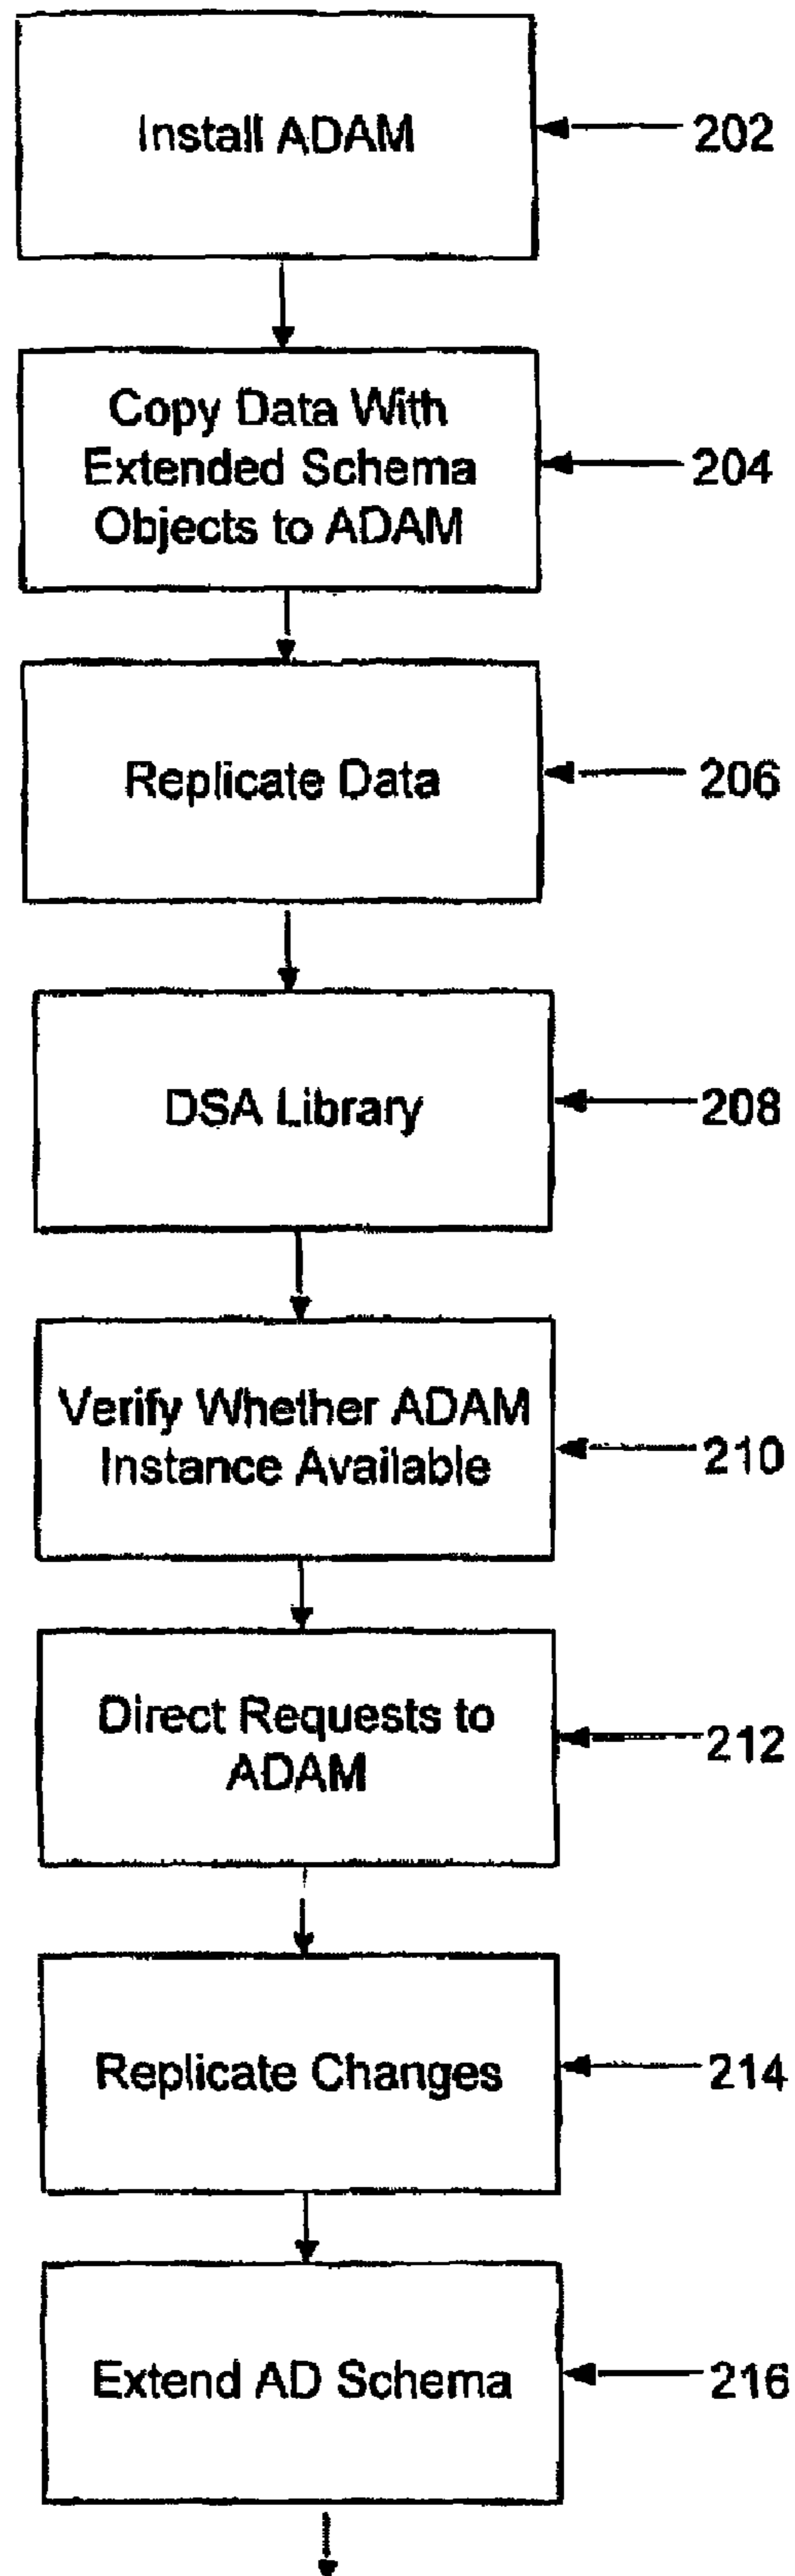 Install ADAM
202
Copy Data With
Extended Schema
Objects to ADAM
204
Replicate Data
206
DSA Library
208
Verify Whether ADAM
Instance Available
210
Direct Requests to
ADAM
212
Replicate Changes
214
Extend AD Schema
216